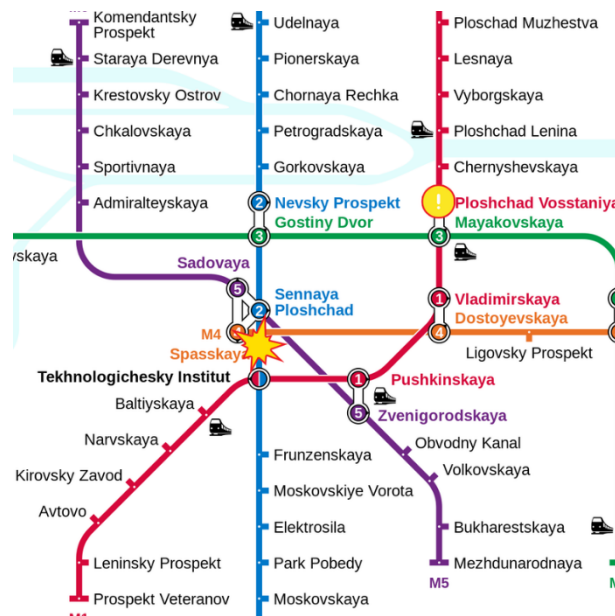 Komendantsky
Prospekt
Staraya Derevnya
Krestovsky Ostrov
Chkalovskaya
Sportivnaya
Admiralteyskaya
Udelnaya
Pionerskaya
Chornaya Rechka
Petrogradskaya
Gorkovskaya
2 Nevsky Prospekt
3 Gostiny Dvor
Ploschad Muzhestva
Lesnaya
Vyborgskaya
Ploshchad Lenina
Chernyshevskaya
! Ploshchad Vosstaniya
3 Mayakovskaya
vskaya
Sadovaya
5
2 Sennaya
Ploshchad
M4
Spasskaya
1 Vladimirskaya
4 Dostoyevskaya
Ligovsky Prospekt
Tekhnologichesky Institut
1 Pushkinskaya
5 Zvenigorodskaya
Baltiyskaya
Narvskaya
Kirovsky Zavod
Avtovo
Leninsky Prospekt
Prospekt Veteranov
Frunzenskaya
Moskovskiye Vorota
Elektrosila
Park Pobedy
Moskovskaya
Obvodny Kanal
Volkovskaya
Bukharestskaya
Mezhdunarodnaya
M5